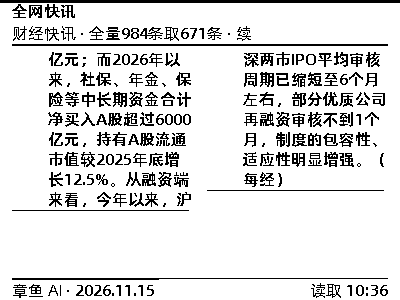 全网快讯
财经快讯 · 全量984条取671条 · 续
亿元；而2026年以
来，社保、年金、保
险等中长期资金合计
净买入A股超过6000
亿元，持有A股流通
市值较2025年底增
长12.5%。从融资端
来看，今年以来，沪
深两市IPO平均审核
周期已缩短至6个月
左右，部分优质公司
再融资审核不到1个
月，制度的包容性、
适应性明显增强。（
每经）
章鱼 AI · 2026.11.15
读取 10:36